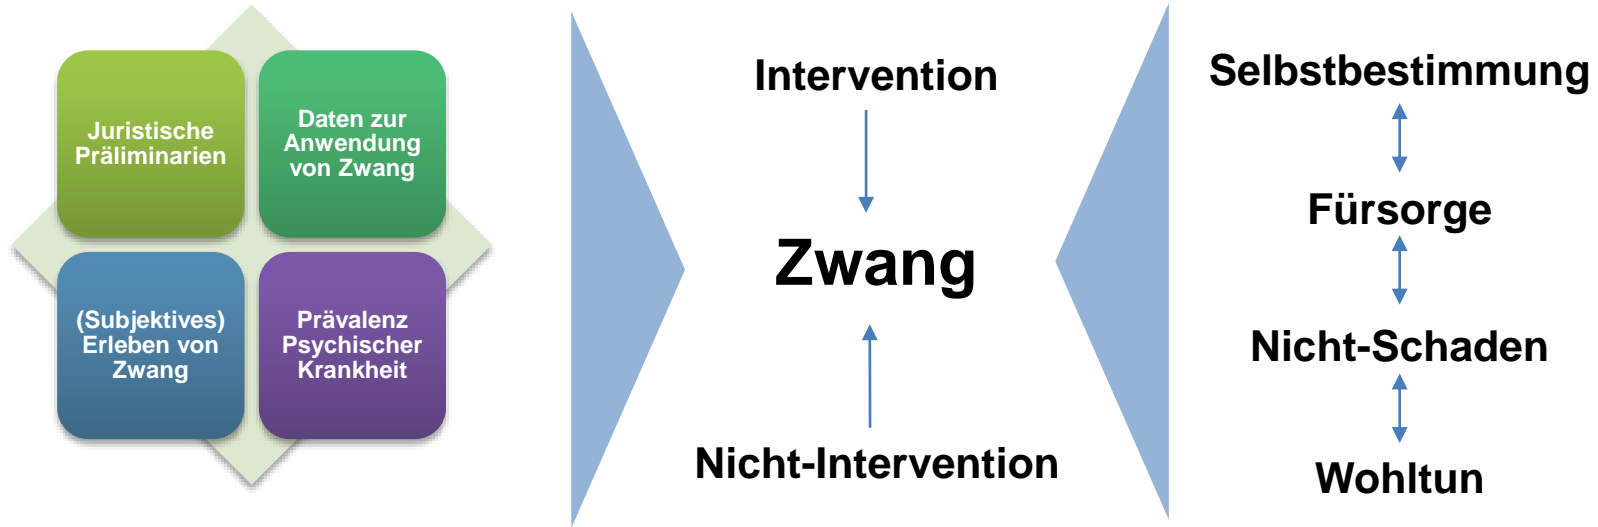 Juristische
Präliminarien
Daten zur
Anwendung
von Zwang
(Subjektives)
Erleben von
Zwang
Prävalenz
Psychischer
Krankheit
Intervention
Zwang
Nicht-Intervention
Selbstbestimmung
Fürsorge
Nicht-Schaden
Wohltun